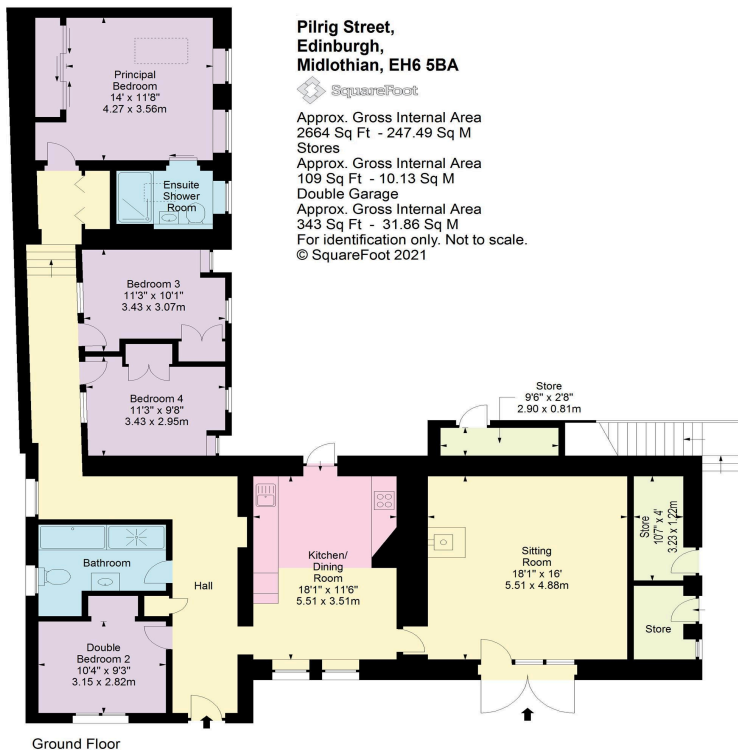 Pilrig Street,
Edinburgh,
Midlothian, EH6 5BA
SquareFoot
Approx. Gross Internal Area
2664 Sq Ft - 247.49 Sq M
Stores
Approx. Gross Internal Area
109 Sq Ft - 10.13 Sq M
Double Garage
Approx. Gross Internal Area
343 Sq Ft - 31.86 Sq M
For identification only. Not to scale.
© SquareFoot 2021
Principal
Bedroom
14' x 11'8"
4.27 x 3.56m
Ensuite
Shower
Room
Bedroom 3
11'3" x 10'1"
3.43 x 3.07m
Bedroom 4
11'3" x 9'8"
3.43 x 2.95m
Store
9'6" x 2'8"
2.90 x 0.81m
Bathroom
Hall
Kitchen/
Dining
Room
18'1" x 11'6"
5.51 x 3.51m
Sitting
Room
18'1" x 16'
5.51 x 4.88m
Store
10'7" x 4'
3.23 x 1.22m
Store
Double
Bedroom 2
10'4" x 9'3"
3.15 x 2.82m
Ground Floor